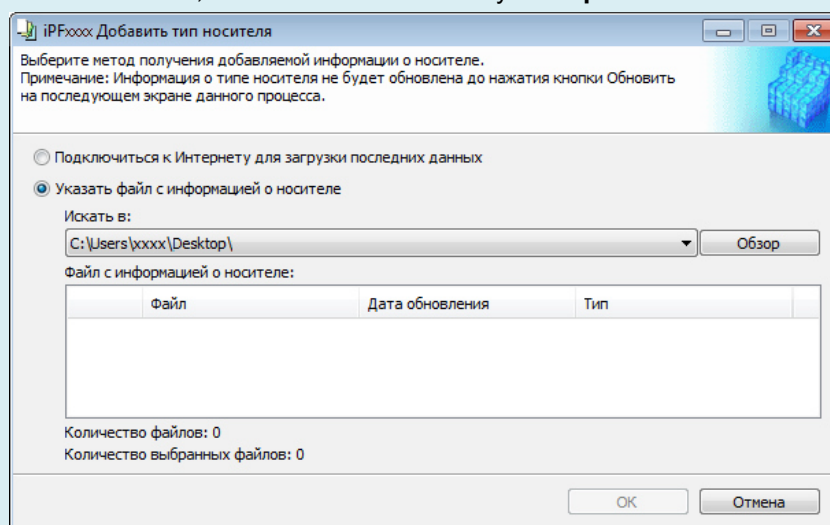 iPFxxxx Добавить тип носителя
Выберите метод получения добавляемой информации о носителе.
Примечание: Информация о типе носителя не будет обновлена до нажатия кнопки Обновить
на последующем экране данного процесса.
Подключиться к Интернету для загрузки последних данных
Указать файл с информацией о носителе
Искать в:
C:\Users\xxxx\Desktop\ Обзор
Файл с информацией о носителе:
Файл Дата обновления Тип
Количество файлов: 0
Количество выбранных файлов: 0
OK Отмена